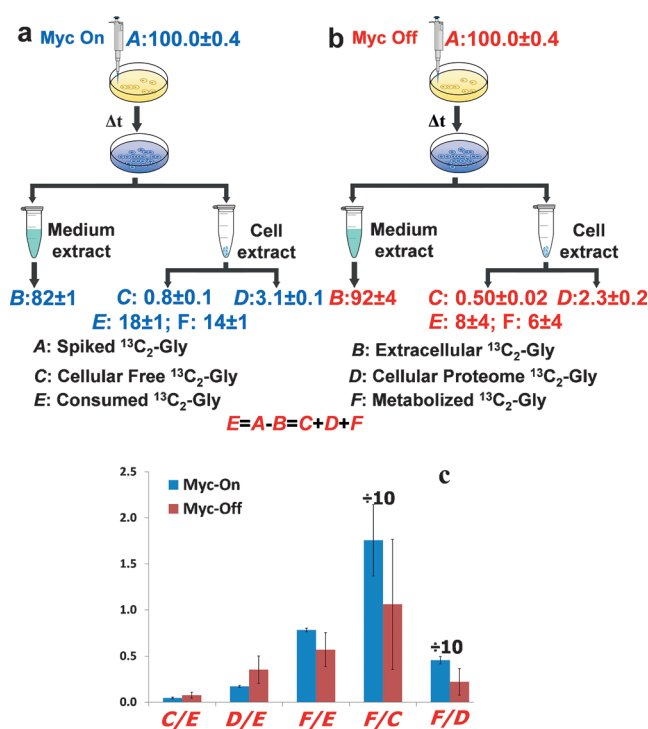 a Myc On A:100.0±0.4
Δt
Medium extract
Cell extract
B:82±1
C: 0.8±0.1 D:3.1±0.1
E: 18±1; F: 14±1
b Myc Off A:100.0±0.4
Δt
Medium extract
Cell extract
B:92±4
C: 0.50±0.02 D:2.3±0.2
E: 8±4; F: 6±4
A: Spiked ¹³C₂-Gly
B: Extracellular ¹³C₂-Gly
C: Cellular Free ¹³C₂-Gly
D: Cellular Proteome ¹³C₂-Gly
E: Consumed ¹³C₂-Gly
F: Metabolized ¹³C₂-Gly
E=A-B=C+D+F
c
Myc-On
Myc-Off
2.5
2.0
1.5
1.0
0.5
0.0
÷10
÷10
C/E D/E F/E F/C F/D